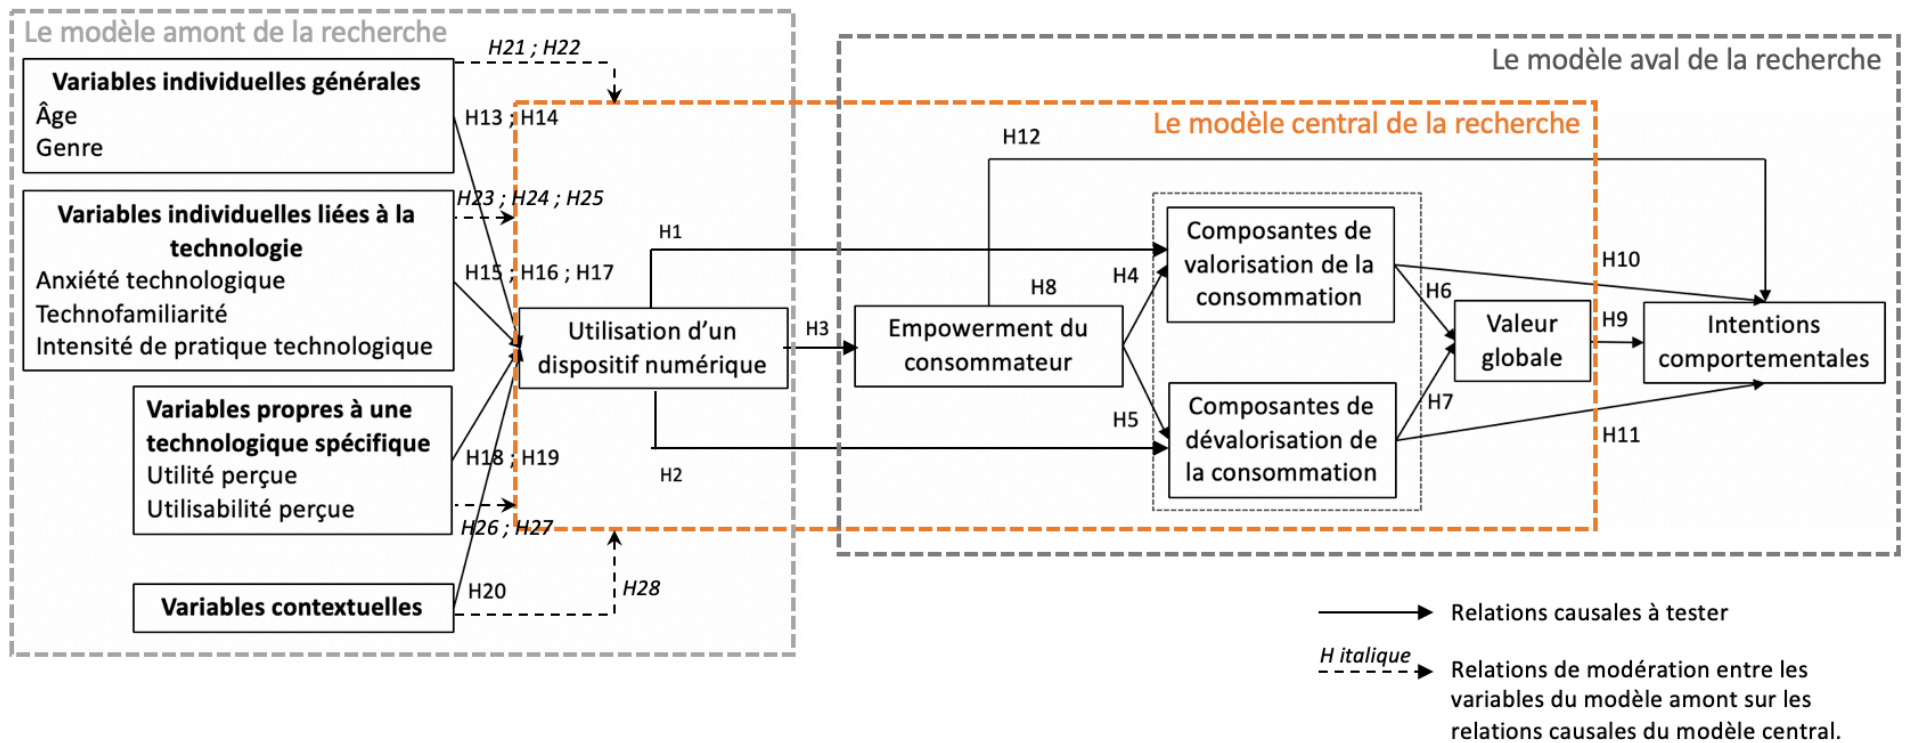 Le modèle amont de la recherche
H21 ; H22
Variables individuelles générales
Âge
Genre
H13 ; H14
H23 ; H24 ; H25
Variables individuelles liées à la
technologie
Anxiété technologique
Technofamiliarité
Intensité de pratique technologique
H15 ; H16 ; H17
Variables propres à une
technologique spécifique
Utilité perçue
Utilisabilité perçue
H18 ; H19
H26 ; H27
Variables contextuelles
H20
H28
Le modèle central de la recherche
Utilisation d’un
dispositif numérique
H1
H2
H3
Le modèle aval de la recherche
H12
Empowerment du
consommateur
H8
H4
H5
Composantes de
valorisation de la
consommation
Composantes de
dévalorisation de
la consommation
H6
H7
Valeur
globale
H10
H9
H11
Intentions
comportementales
Relations causales à tester
H italique
Relations de modération entre les
variables du modèle amont sur les
relations causales du modèle central.